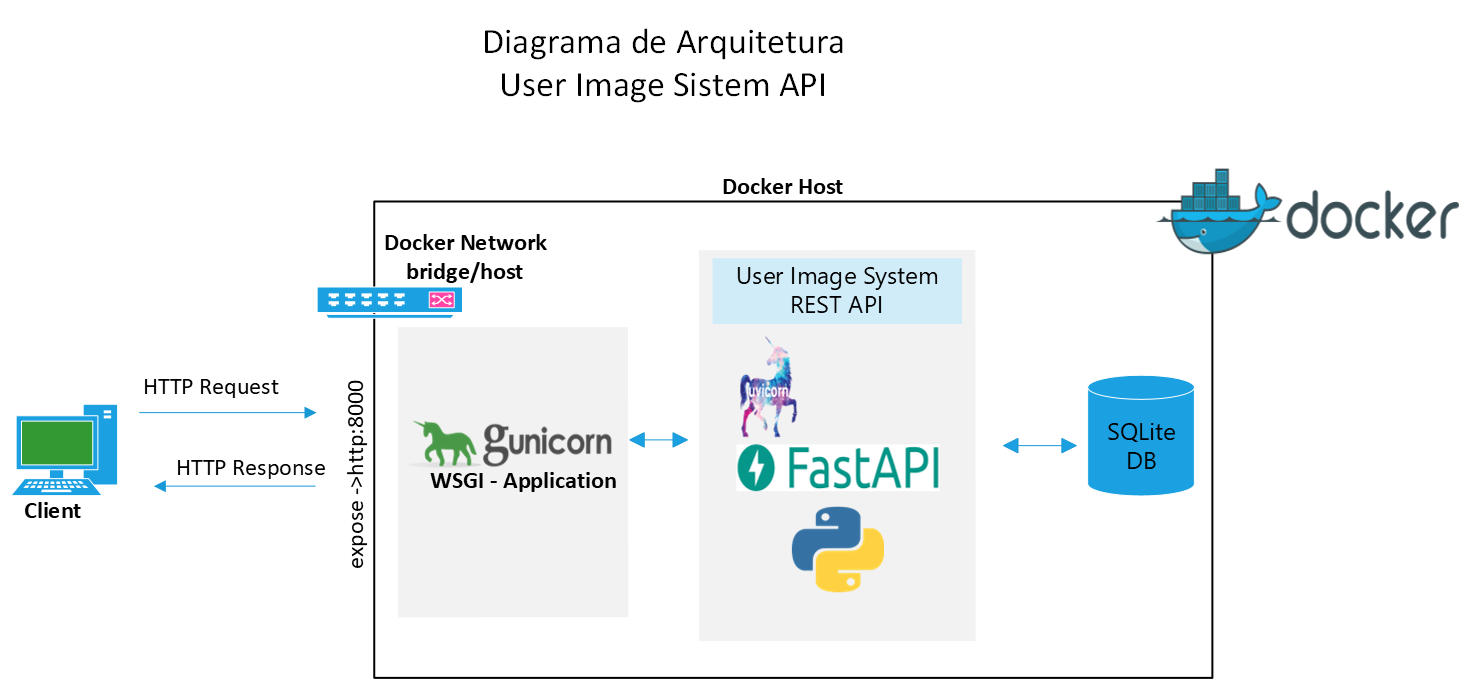 Diagrama de Arquitetura
User Image Sistem API
Docker Host
docker
Docker Network
bridge/host
User Image System
REST API
uvicorn
HTTP Request
expose ->http:8000
gunicorn
WSGI - Application
FastAPI
SQLite
DB
HTTP Response
Client